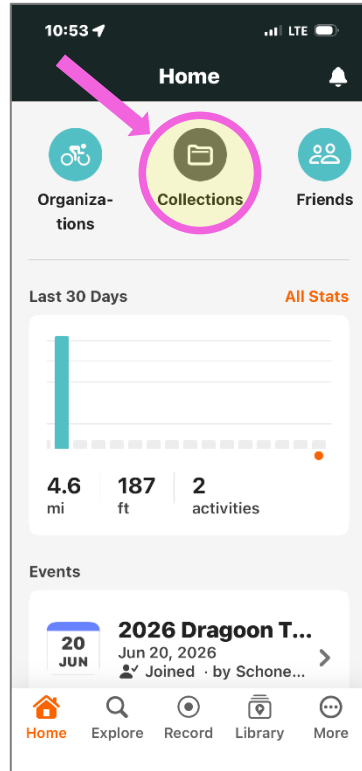 10:53
LTE
Home
Organiza-
tions
Collections
Friends
Last 30 Days
All Stats
4.6
mi
187
ft
2
activities
Events
20
JUN
2026 Dragoon T...
Jun 20, 2026
Joined · by Schone...
Home
Explore
Record
Library
More